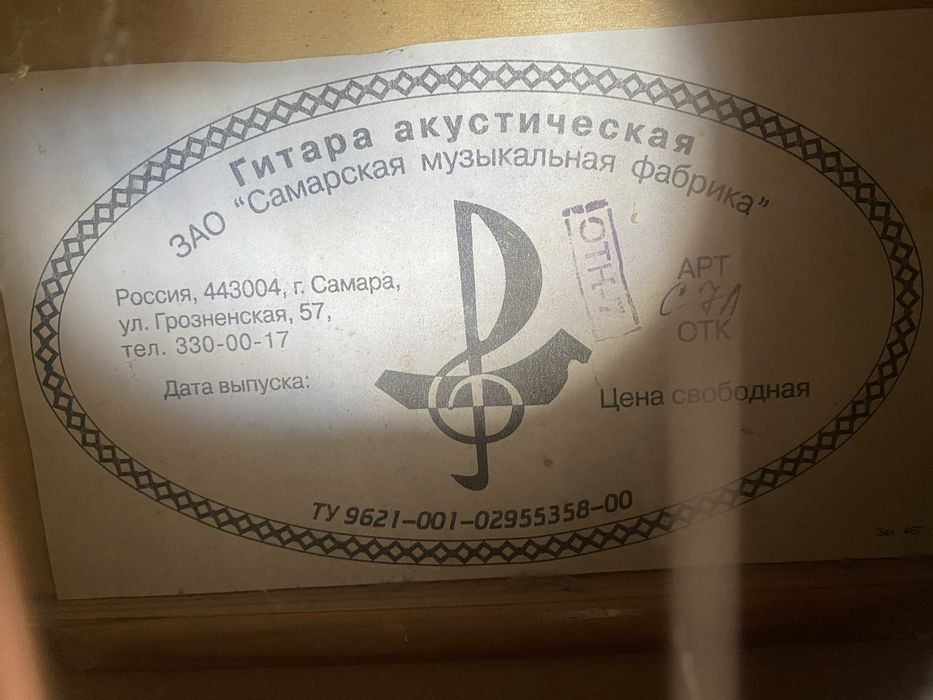 Гитара акустическая
ЗАО “Самарская музыкальная фабрика”
Россия, 443004, г. Самара,
ул. Грозненская, 57,
тел. 330-00-17
Дата выпуска:
АРТ
ОТК
Цена свободная
ТУ 9621-001-02955358-00
Зак. 467